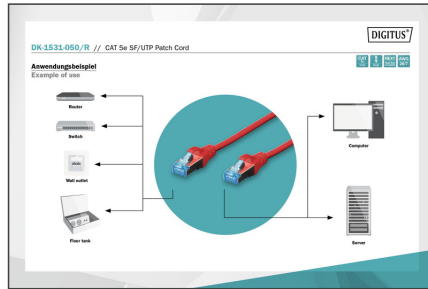 DIGITUS®
DK-1531-050/R // CAT 5e SF/UTP Patch Cord
Anwendungsbeispiel
Example of use
Router
Switch
Wall outlet
Floor tank
Computer
Server